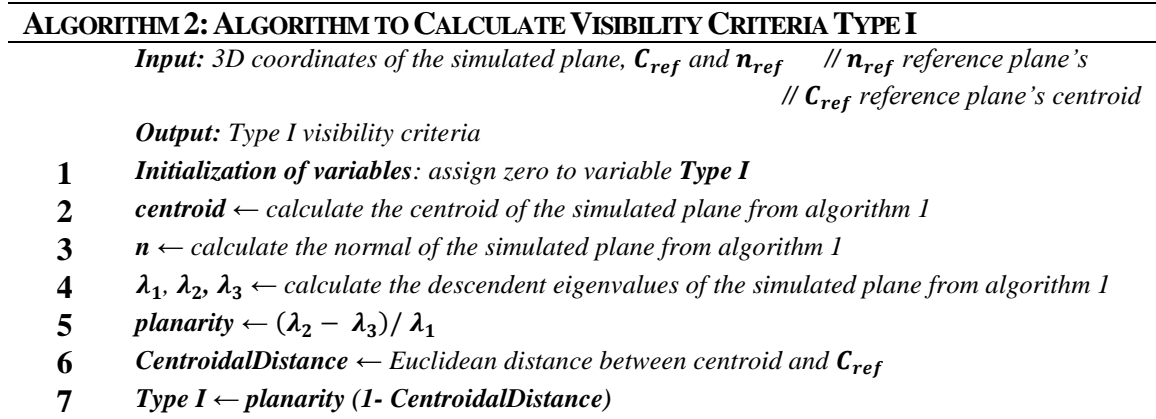 ALGORITHM 2: ALGORITHM TO CALCULATE VISIBILITY CRITERIA TYPE I
Input: 3D coordinates of the simulated plane, C_ref and n_ref // n_ref reference plane's
// C_ref reference plane's centroid
Output: Type I visibility criteria
1 Initialization of variables: assign zero to variable Type I
2 centroid ← calculate the centroid of the simulated plane from algorithm 1
3 n ← calculate the normal of the simulated plane from algorithm 1
4 λ₁, λ₂, λ₃ ← calculate the descendent eigenvalues of the simulated plane from algorithm 1
5 planarity ← (λ₂ − λ₃)/ λ₁
6 CentroidalDistance ← Euclidean distance between centroid and C_ref
7 Type I ← planarity (1- CentroidalDistance)